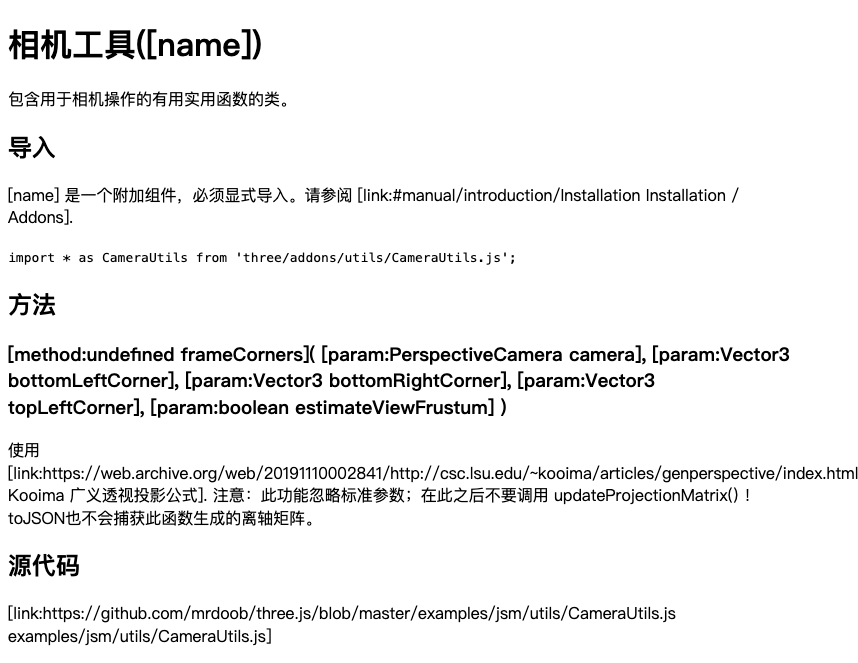 相机工具([name])
包含用于相机操作的有用实用函数的类。
导入
[name] 是一个附加组件，必须显式导入。请参阅 [link:#manual/introduction/Installation Installation /
Addons].
import * as CameraUtils from 'three/addons/utils/CameraUtils.js';
方法
[method:undefined frameCorners]( [param:PerspectiveCamera camera], [param:Vector3
bottomLeftCorner], [param:Vector3 bottomRightCorner], [param:Vector3
topLeftCorner], [param:boolean estimateViewFrustum] )
使用
[link:https://web.archive.org/web/20191110002841/http://csc.lsu.edu/~kooima/articles/genperspective/index.html
Kooima 广义透视投影公式]. 注意：此功能忽略标准参数；在此之后不要调用 updateProjectionMatrix() ！
toJSON也不会捕获此函数生成的离轴矩阵。
源代码
[link:https://github.com/mrdoob/three.js/blob/master/examples/jsm/utils/CameraUtils.js
examples/jsm/utils/CameraUtils.js]